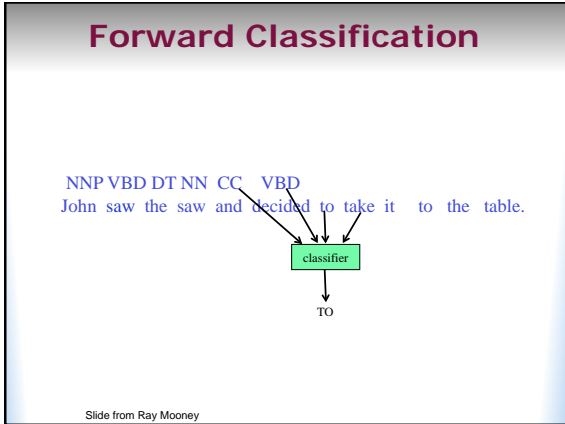 Forward Classification
NNP VBD DT NN CC VBD
John saw the saw and decided to take it to the table.
classifier
TO
Slide from Ray Mooney